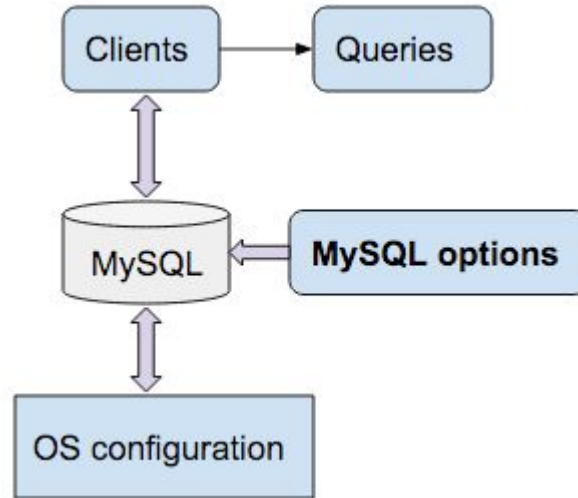 Clients
Queries
MySQL
MySQL options
OS configuration